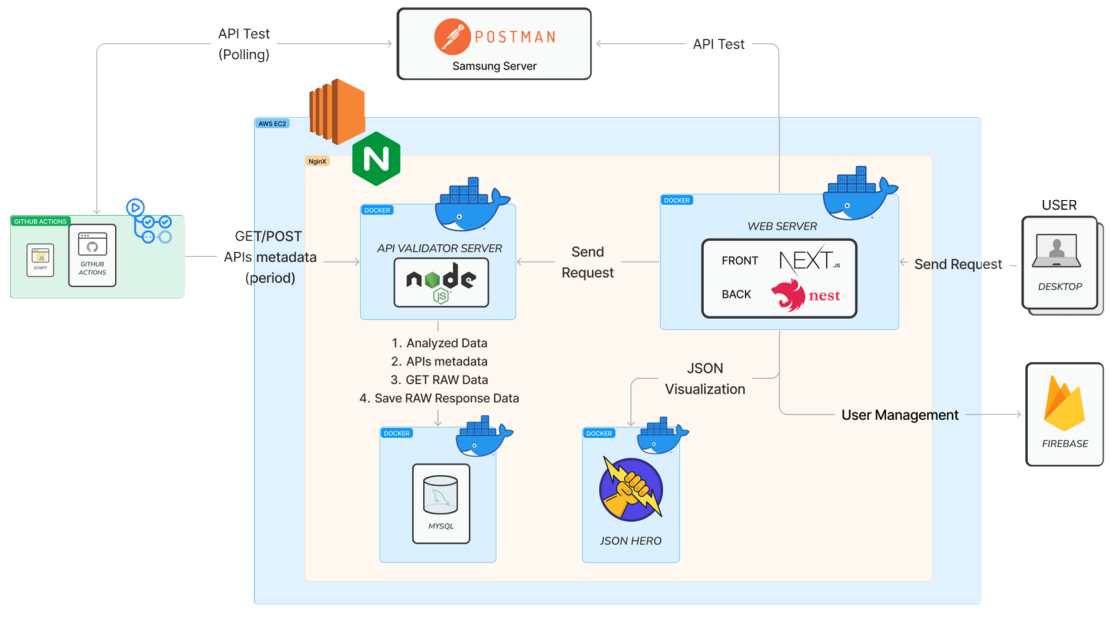 API Test
(Polling)
POSTMAN
Samsung Server
API Test
AWS EC2
NginX
N
GITHUB ACTIONS
JS
SCRIPT
GITHUB
ACTIONS
GET/POST
APIs metadata
(period)
DOCKER
API VALIDATOR SERVER
node
JS
Send
Request
DOCKER
WEB SERVER
FRONT
NEXT.JS
BACK
nest
Send Request
USER
DESKTOP
1. Analyzed Data
2. APIs metadata
3. GET RAW Data
4. Save RAW Response Data
JSON
Visualization
User Management
FIREBASE
DOCKER
MYSQL
DOCKER
JSON HERO